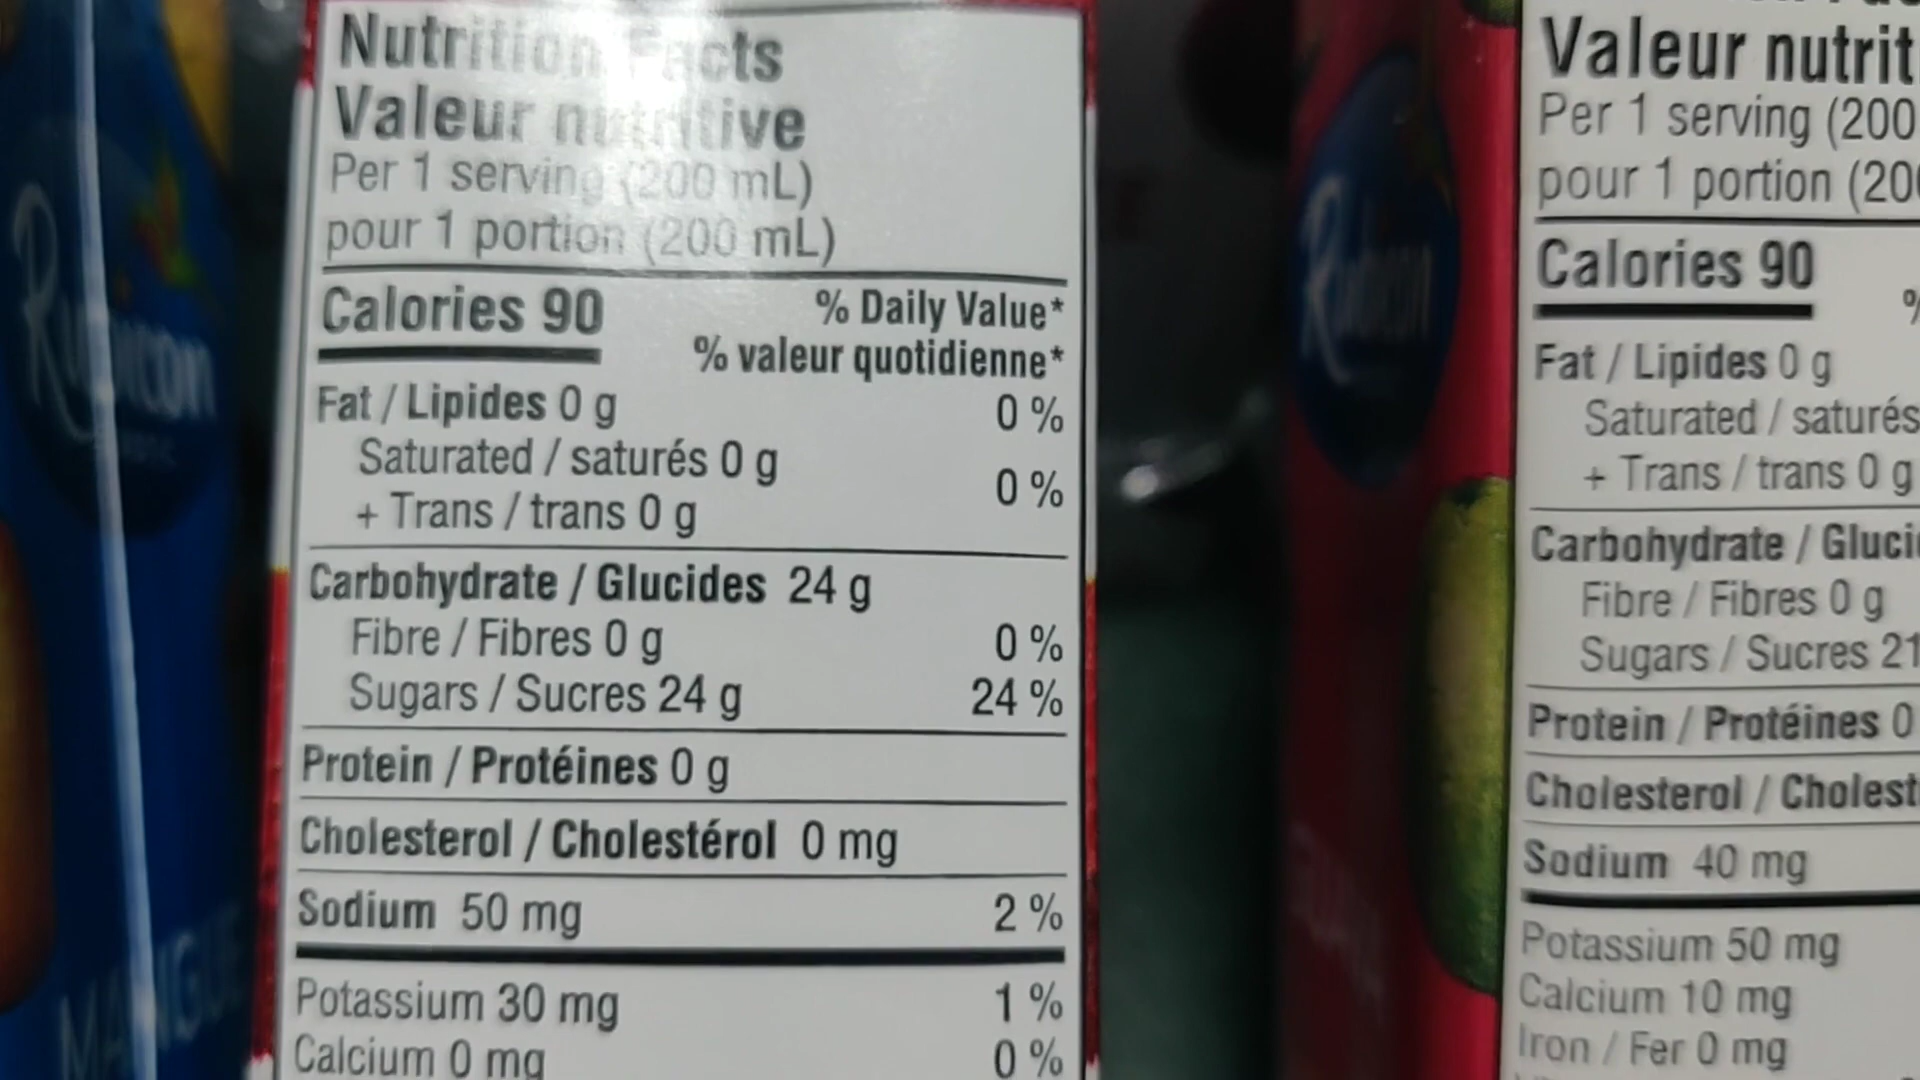 Rubicon
MANGUE
Nutrition Facts
Valeur nutritive
Per 1 serving (200 mL)
pour 1 portion (200 mL)
Calories 90
% Daily Value*
% valeur quotidienne*
Fat / Lipides 0 g 0 %
Saturated / saturés 0 g
+ Trans / trans 0 g 0 %
Carbohydrate / Glucides 24 g
Fibre / Fibres 0 g 0 %
Sugars / Sucres 24 g 24 %
Protein / Protéines 0 g
Cholesterol / Cholestérol 0 mg
Sodium 50 mg 2 %
Potassium 30 mg 1 %
Calcium 0 mg 0 %
Rubicon
Valeur nutrit
Per 1 serving (200
pour 1 portion (200
Calories 90
%
Fat / Lipides 0 g
Saturated / saturés
+ Trans / trans 0 g
Carbohydrate / Gluci
Fibre / Fibres 0 g
Sugars / Sucres 21
Protein / Protéines 0
Cholesterol / Cholest
Sodium 40 mg
Potassium 50 mg
Calcium 10 mg
Iron / Fer 0 mg